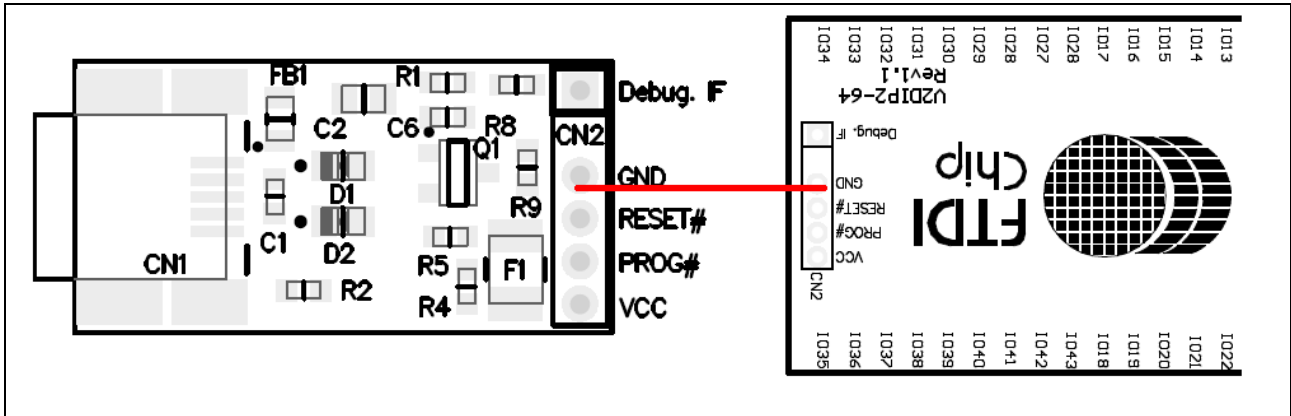 FB1
R1
Debug. IF
C2
C6
R8
CN2
Q1
GND
D1
R9
RESET#
C1
D2
CN1
R5
F1
PROG#
R2
R4
VCC
IO34
IO33
IO32
IO31
IO30
IO29
IO28
IO27
IO28
IO17
IO16
IO15
IO14
IO13
V2DIP2-64
Rev1.1
Debug. IF
GND
RESET#
PROG#
VCC
CN2
FTDI
Chip
IO35
IO36
IO37
IO38
IO39
IO40
IO41
IO42
IO43
IO18
IO19
IO20
IO21
IO22